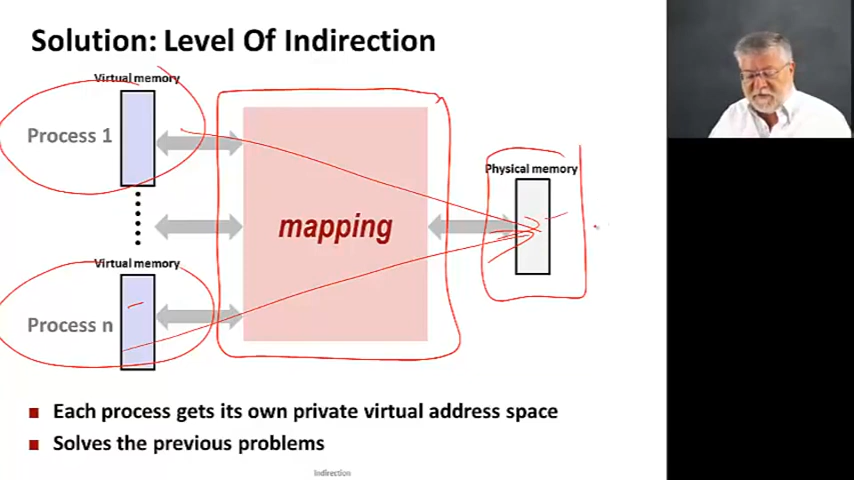 Solution: Level Of Indirection
Virtual memory
Process 1
Physical memory
mapping
Virtual memory
Process n
Each process gets its own private virtual address space
Solves the previous problems
Indirection